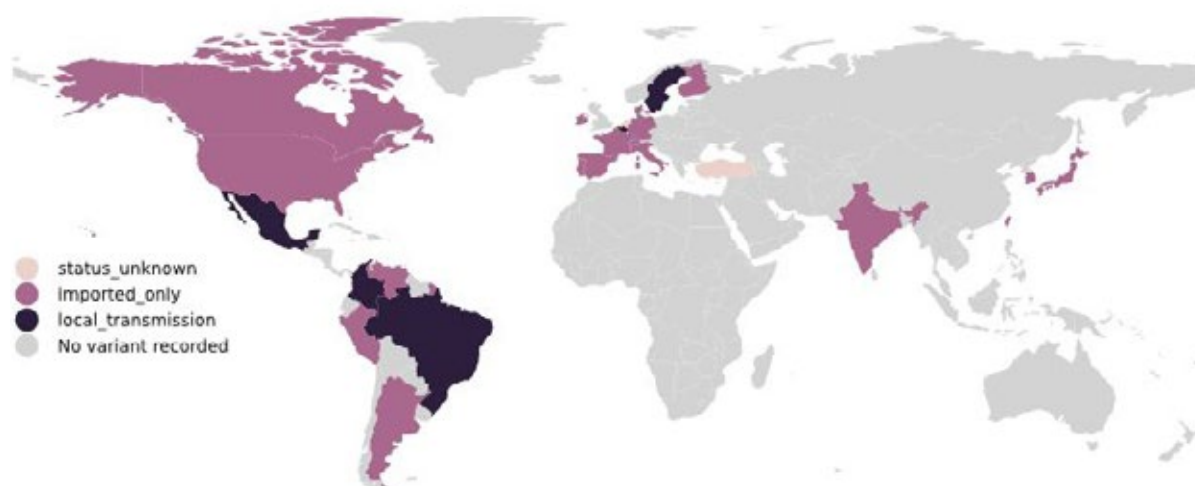 status_unknown
imported_only
local_transmission
No variant recorded